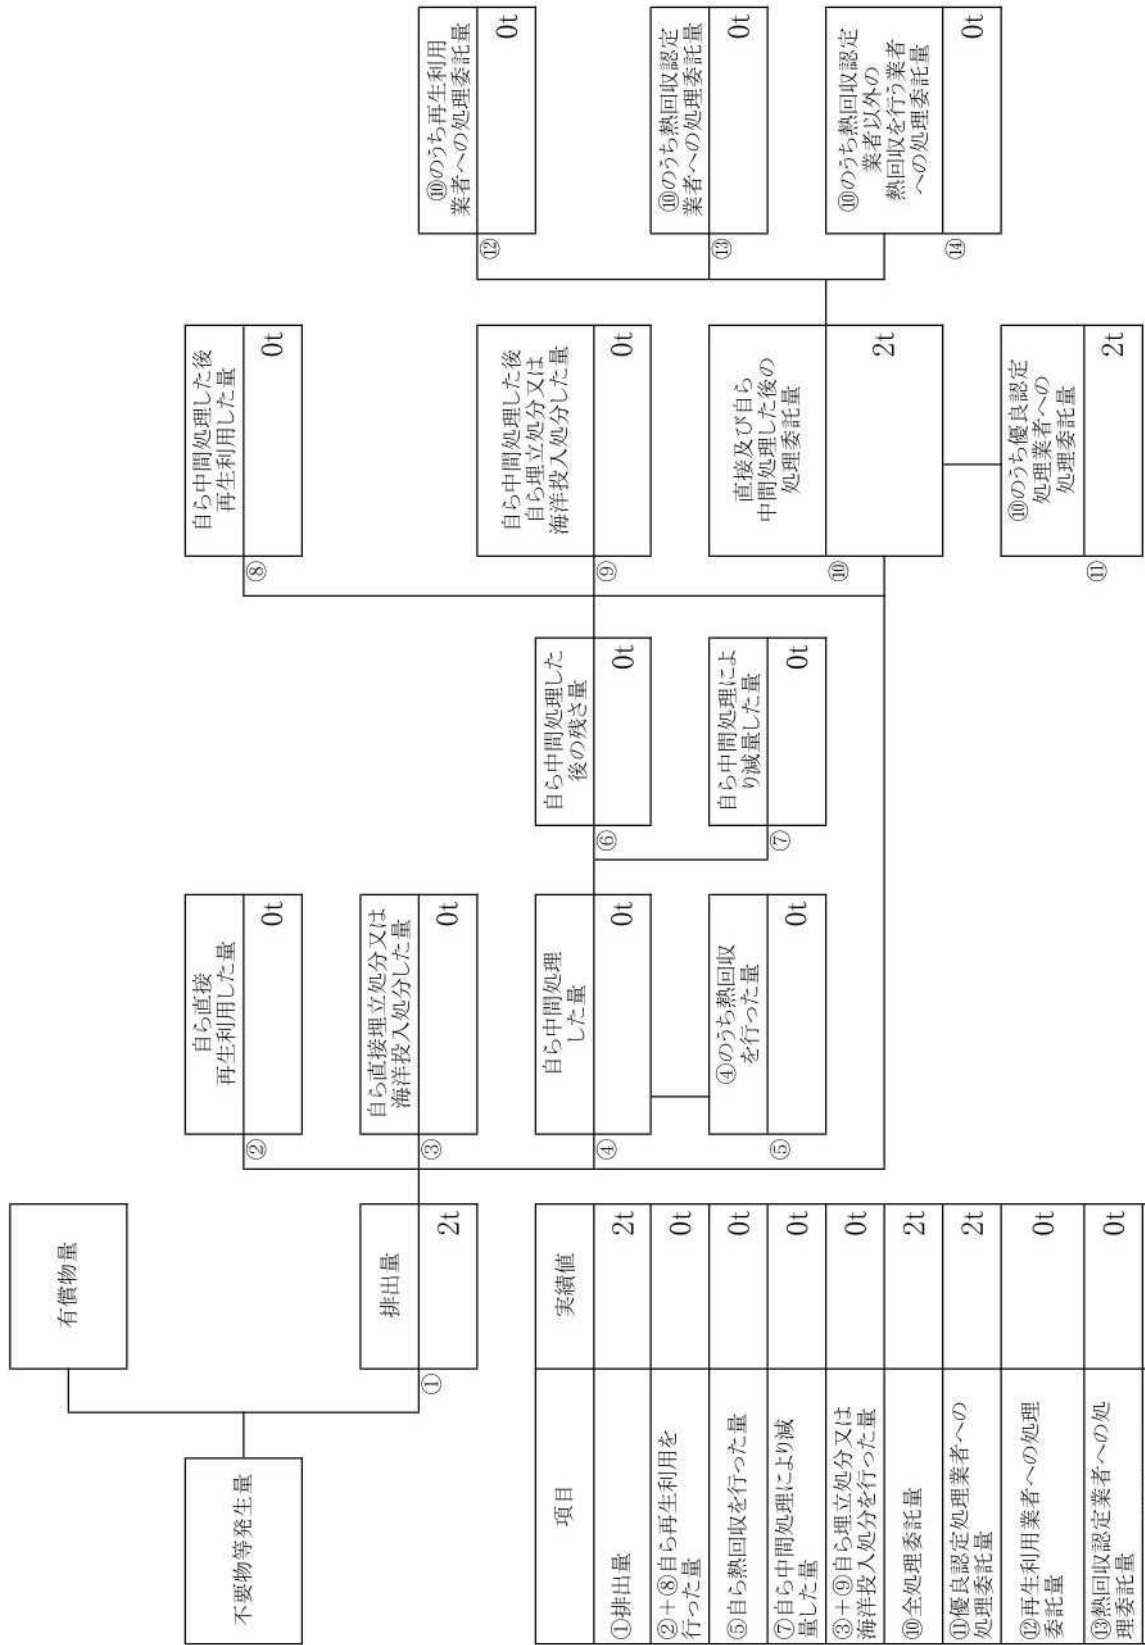 不要物等発生量
有償物量
排出量
①
2t
自ら直接
再生利用した量
②
0t
自ら直接埋立処分又は
海洋投入処分した量
③
0t
自ら中間処理
した量
④
0t
④のうち熱回収
を行った量
⑤
0t
自ら中間処理した
後の残さ量
⑥
0t
自ら中間処理によ
り減量した量
⑦
0t
自ら中間処理した後
再生利用した量
⑧
0t
自ら中間処理した後
自ら埋立処分又は
海洋投入処分した量
⑨
0t
直接及び自ら
中間処理した後の
処理委託量
⑩
2t
⑩のうち優良認定
処理業者への
処理委託量
⑪
2t
⑩のうち再生利用
業者への処理委託量
⑫
0t
⑩のうち熱回収認定
業者への処理委託量
⑬
0t
⑩のうち熱回収認定
業者以外の
熱回収を行う業者
への処理委託量
⑭
0t
項目 実績値
①排出量 2t
②+⑧自ら再生利用を
行った量 0t
⑤自ら熱回収を行った量 0t
⑦自ら中間処理により減
量した量 0t
③+⑨自ら埋立処分又は
海洋投入処分を行った量 0t
⑩全処理委託量 2t
⑪優良認定処理業者への
処理委託量 2t
⑫再生利用業者への処理
委託量 0t
⑬熱回収認定業者への処
理委託量 0t